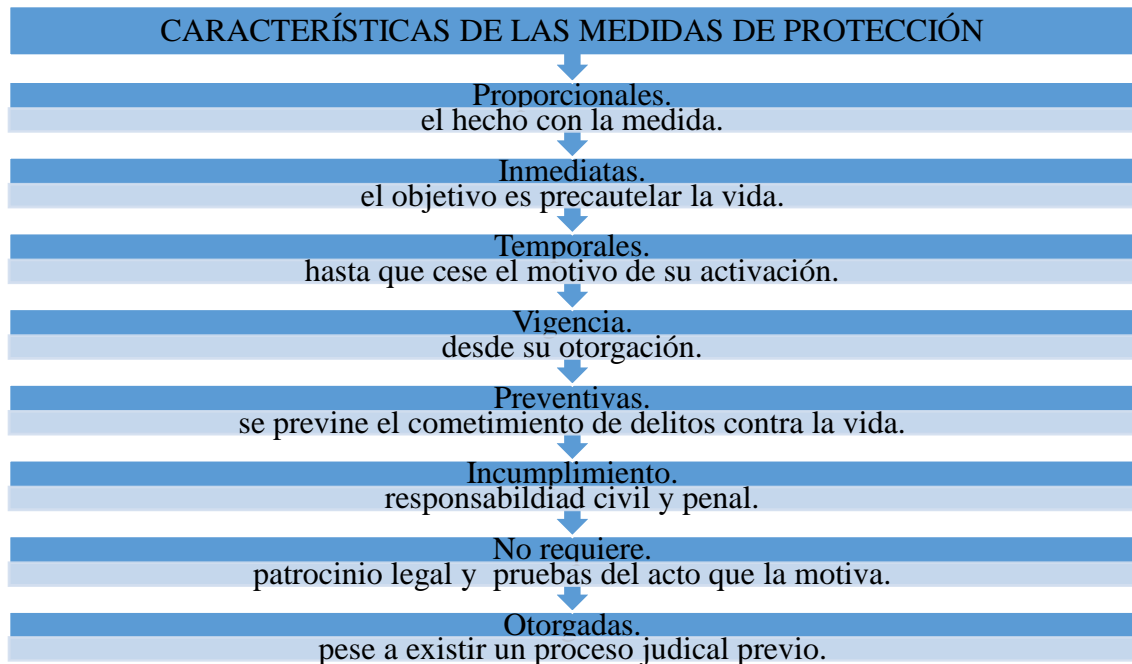 CARACTERÍSTICAS DE LAS MEDIDAS DE PROTECCIÓN
Proporcionales.
el hecho con la medida.
Inmediatas.
el objetivo es precautelar la vida.
Temporales.
hasta que cese el motivo de su activación.
Vigencia.
desde su otorgación.
Preventivas.
se previne el cometimiento de delitos contra la vida.
Incumplimiento.
responsabildiad civil y penal.
No requiere.
patrocinio legal y pruebas del acto que la motiva.
Otorgadas.
pese a existir un proceso judical previo.